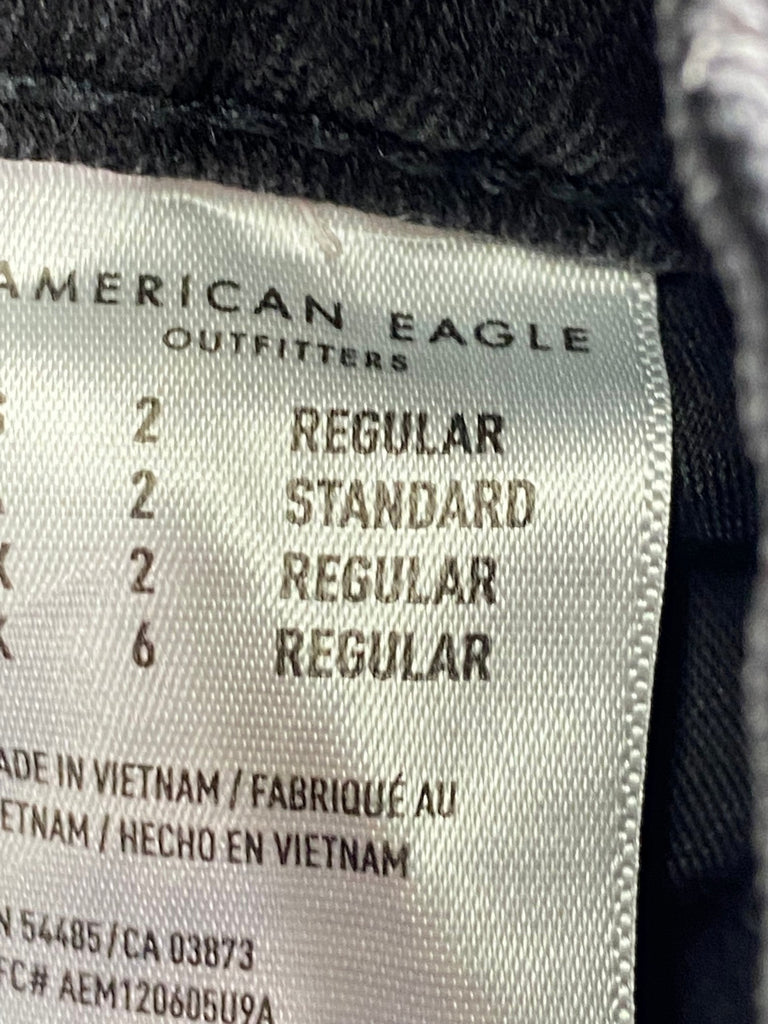 AMERICAN EAGLE
OUTFITTERS
2 REGULAR
2 STANDARD
2 REGULAR
6 REGULAR
ADE IN VIETNAM / FABRIQUÉ AU
ETNAM / HECHO EN VIETNAM
N 54485 / CA 03873
FC# AEM120605U9A